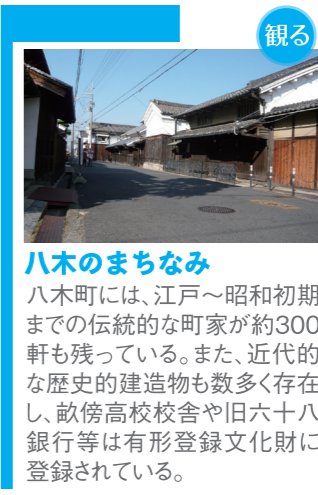 観る
八木のまちなみ
八木町には、江戸～昭和初期
までの伝統的な町家が約300
軒も残っている。また、近代的
な歴史的建造物も数多く存在
し、畝傍高校校舎や旧六十八
銀行等は有形登録文化財に
登録されている。